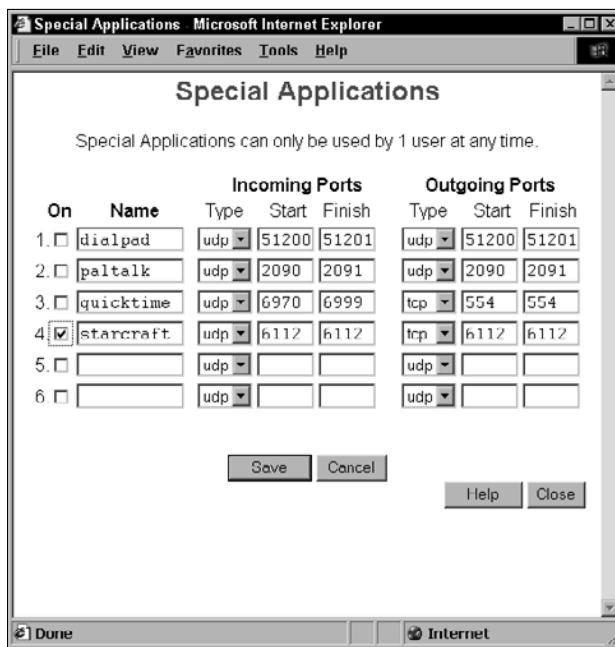 Special Applications - Microsoft Internet Explorer
File Edit View Favorites Tools Help
Special Applications
Special Applications can only be used by 1 user at any time.
Incoming Ports Outgoing Ports
On Name Type Start Finish Type Start Finish
1. dialpad udp 51200 51201 udp 51200 51201
2. paltalk udp 2090 2091 udp 2090 2091
3. quicktime udp 6970 6999 tcp 554 554
4. starcraft udp 6112 6112 tcp 6112 6112
5. udp udp
6. udp udp
Save Cancel
Help Close
Done Internet